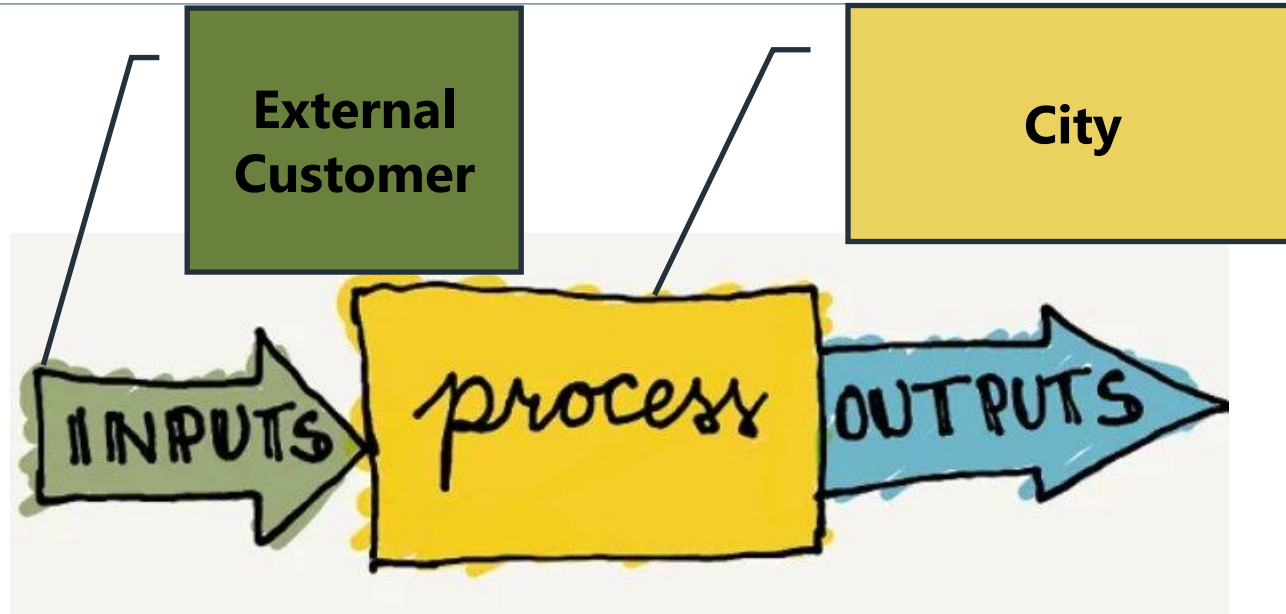 External
Customer
City
INPUTS
process
OUTPUTS